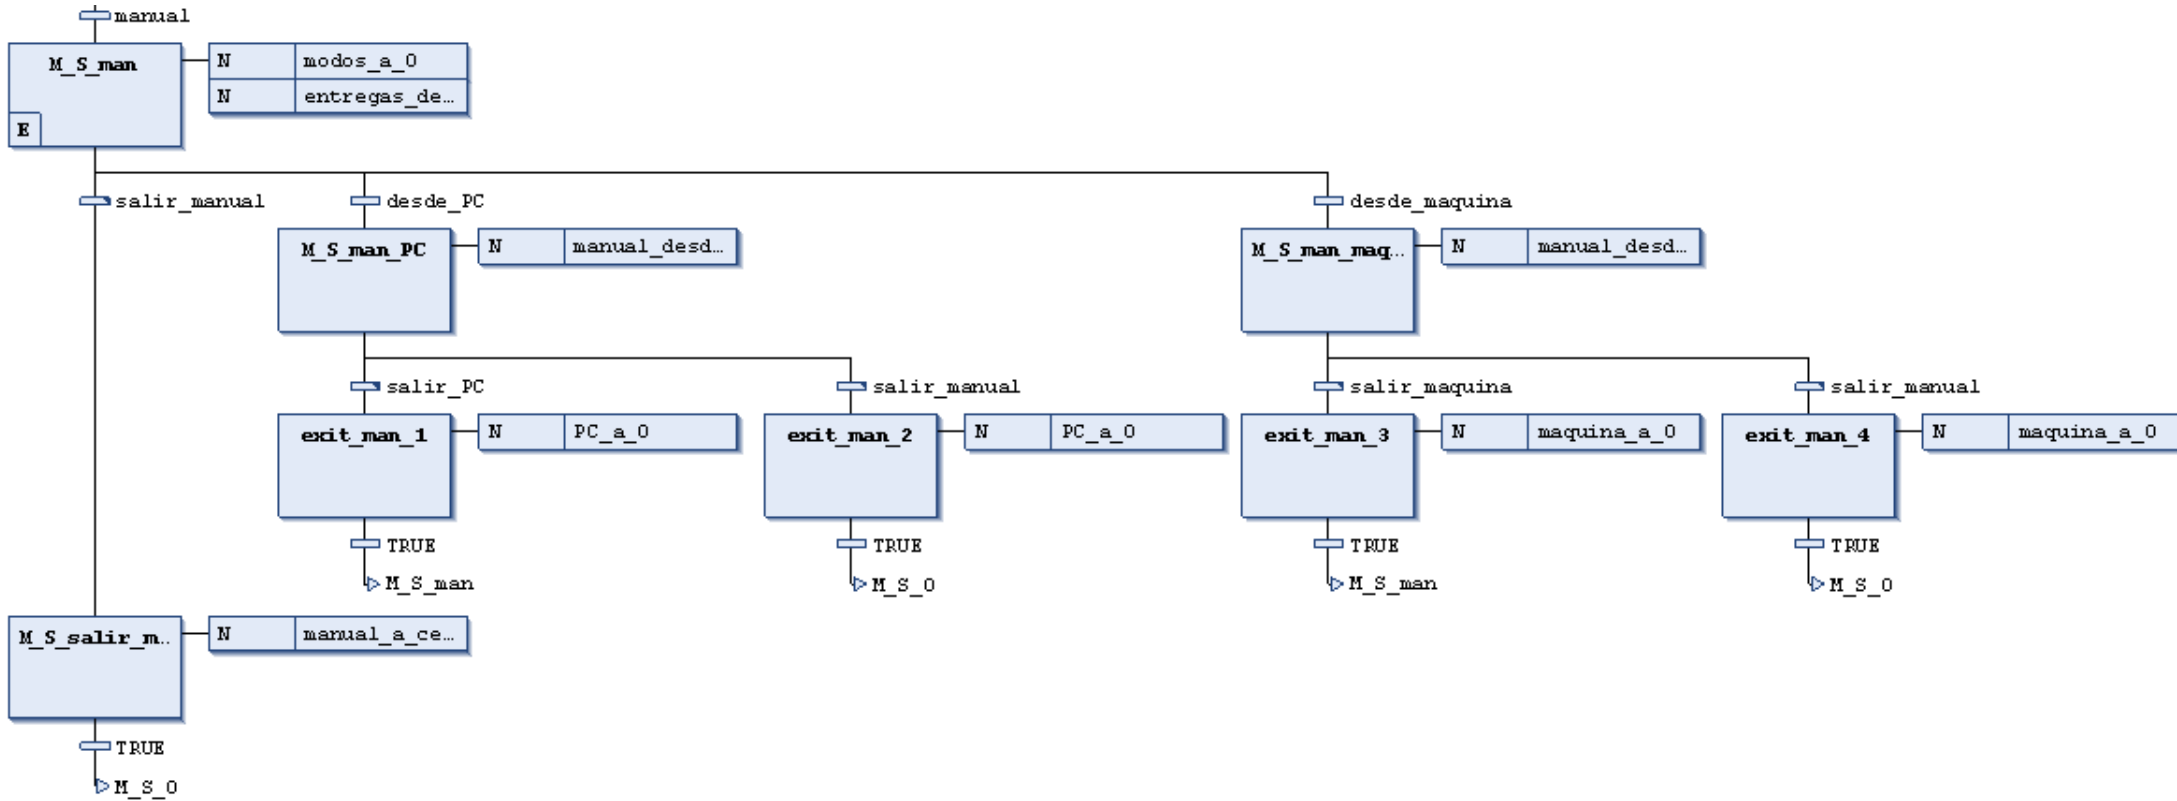 manual
M_S_man
N modos_a_0
N entregas_de…
E
salir_manual
desde_PC
desde_maquina
M_S_man_PC
N manual_desd…
M_S_man_maq…
N manual_desd…
salir_PC
salir_manual
salir_maquina
salir_manual
exit_man_1
N PC_a_0
exit_man_2
N PC_a_0
exit_man_3
N maquina_a_0
exit_man_4
N maquina_a_0
TRUE
TRUE
TRUE
TRUE
M_S_man
M_S_0
M_S_man
M_S_0
M_S_salir_m..
N manual_a_ce…
TRUE
M_S_0